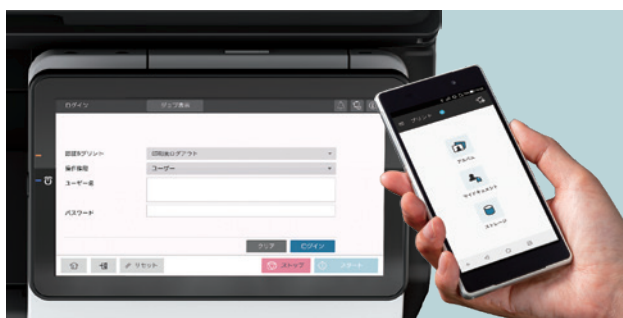 ログイン
ジョブ表示
認証&プリント
印刷後ログアウト
操作権限
ユーザー
ユーザー名
パスワード
クリア
ログイン
リセット
ストップ
スタート
プリント
アルバム
マイドキュメント
ストレージ